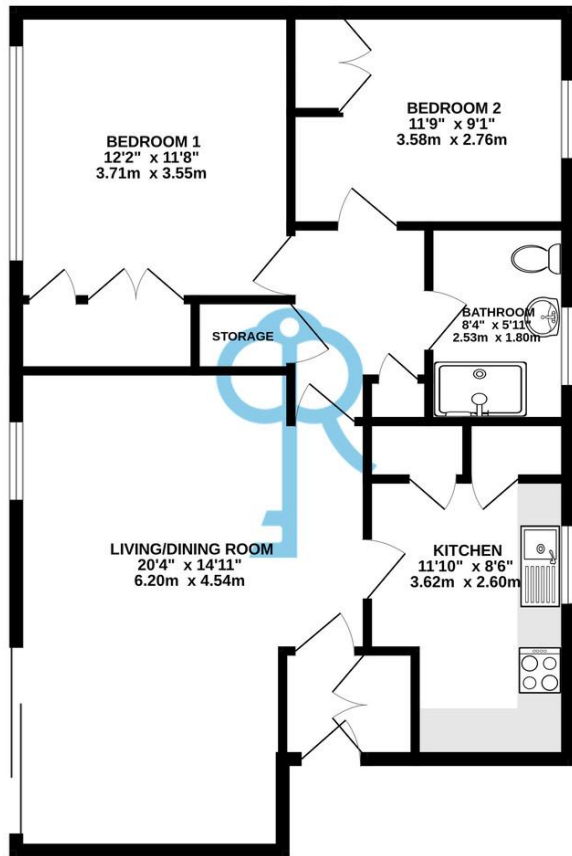 BEDROOM 1
12'2" x 11'8"
3.71m x 3.55m
BEDROOM 2
11'9" x 9'1"
3.58m x 2.76m
BATHROOM
8'4" x 5'11"
2.53m x 1.80m
STORAGE
LIVING/DINING ROOM
20'4" x 14'11"
6.20m x 4.54m
KITCHEN
11'10" x 8'6"
3.62m x 2.60m